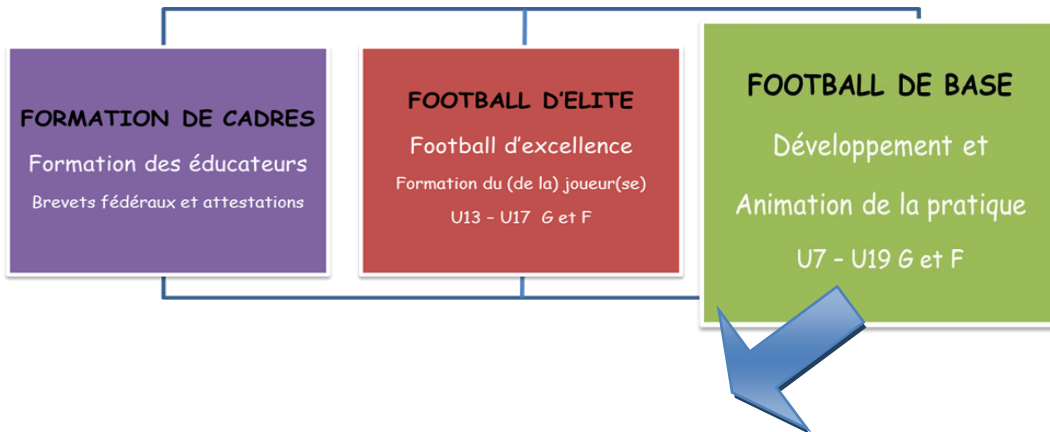 FORMATION DE CADRES
Formation des éducateurs
Brevets fédéraux et attestations
FOOTBALL D'ELITE
Football d'excellence
Formation du (de la) joueur(se)
U13 – U17 G et F
FOOTBALL DE BASE
Développement et
Animation de la pratique
U7 – U19 G et F